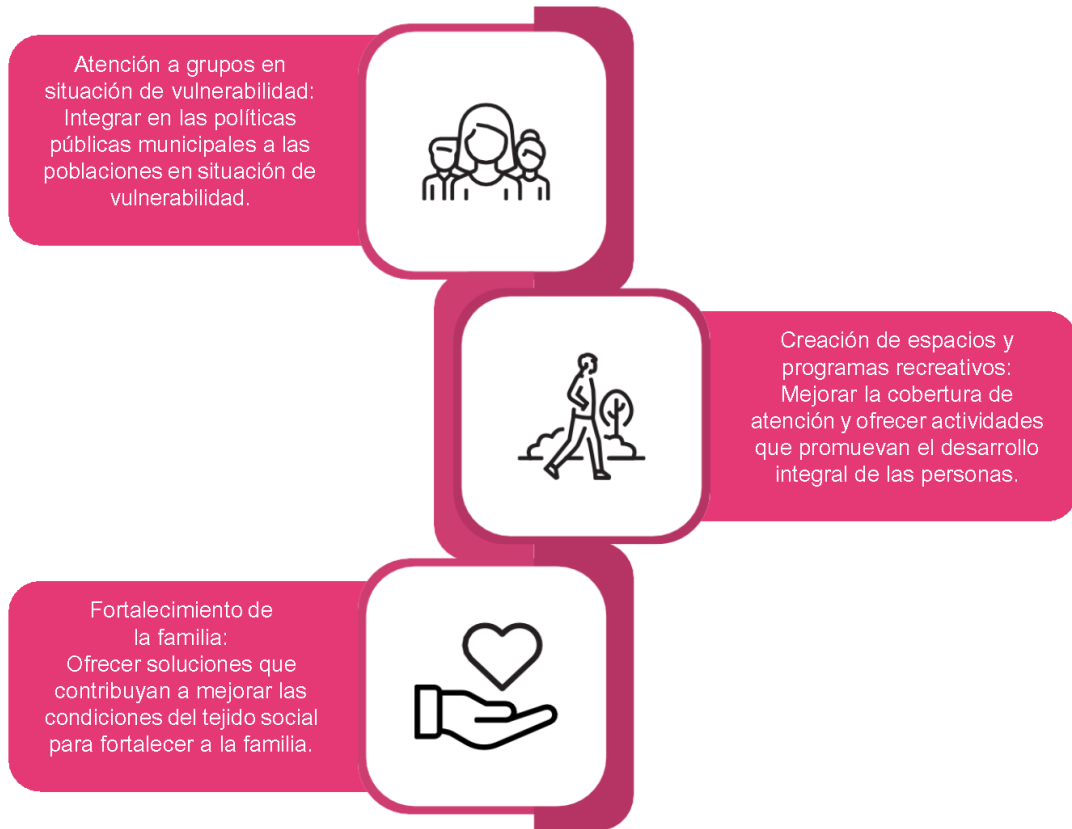 Atención a grupos en
situación de vulnerabilidad:
Integrar en las políticas
públicas municipales a las
poblaciones en situación de
vulnerabilidad.
Creación de espacios y
programas recreativos:
Mejorar la cobertura de
atención y ofrecer actividades
que promuevan el desarrollo
integral de las personas.
Fortalecimiento de
la familia:
Ofrecer soluciones que
contribuyan a mejorar las
condiciones del tejido social
para fortalecer a la familia.